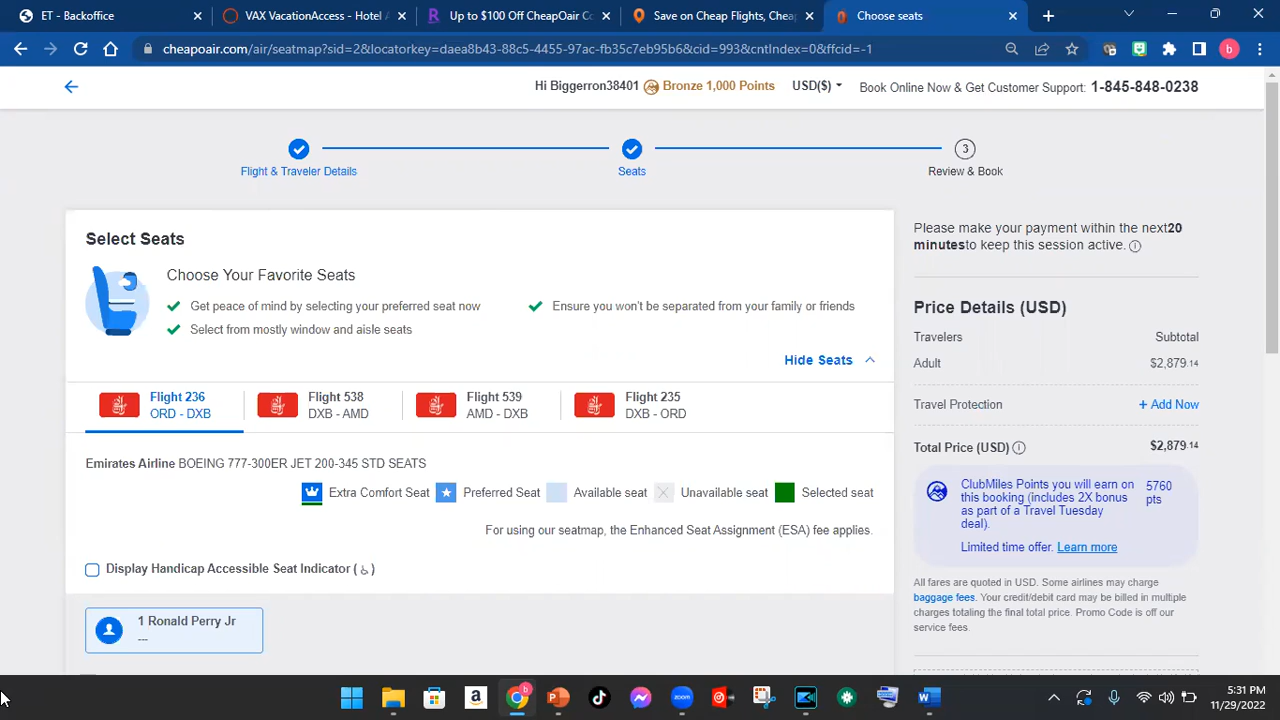 ET - Backoffice
VAX VacationAccess - Hotel A
Up to $100 Off CheapOair Co
Save on Cheap Flights, Cheap
Choose seats
cheapoair.com/air/seatmap?sid=2&locatorkey=daea8b43-88c5-4455-97ac-fb35c7eb95b6&cid=993&cntIndex=0&ffcid=-1
b
Hi Biggerron38401 Bronze 1,000 Points USD($) Book Online Now & Get Customer Support: 1-845-848-0238
3
Flight & Traveler Details Seats Review & Book
Select Seats
Choose Your Favorite Seats
Get peace of mind by selecting your preferred seat now
Ensure you won't be separated from your family or friends
Select from mostly window and aisle seats
Hide Seats
Flight 236
ORD - DXB
Flight 538
DXB - AMD
Flight 539
AMD - DXB
Flight 235
DXB - ORD
Emirates Airline BOEING 777-300ER JET 200-345 STD SEATS
Extra Comfort Seat Preferred Seat Available seat Unavailable seat Selected seat
For using our seatmap, the Enhanced Seat Assignment (ESA) fee applies.
Display Handicap Accessible Seat Indicator ( )
1 Ronald Perry Jr
---
Please make your payment within the next20
minutesto keep this session active.
Price Details (USD)
Travelers Subtotal
Adult $2,879.14
Travel Protection + Add Now
Total Price (USD) $2,879.14
ClubMiles Points you will earn on
this booking (includes 2X bonus
as part of a Travel Tuesday
deal).
5760
pts
Limited time offer. Learn more
All fares are quoted in USD. Some airlines may charge
baggage fees. Your credit/debit card may be billed in multiple
charges totaling the final total price. Promo Code is off our
service fees.
a
b
zoom
5:31 PM
11/29/2022